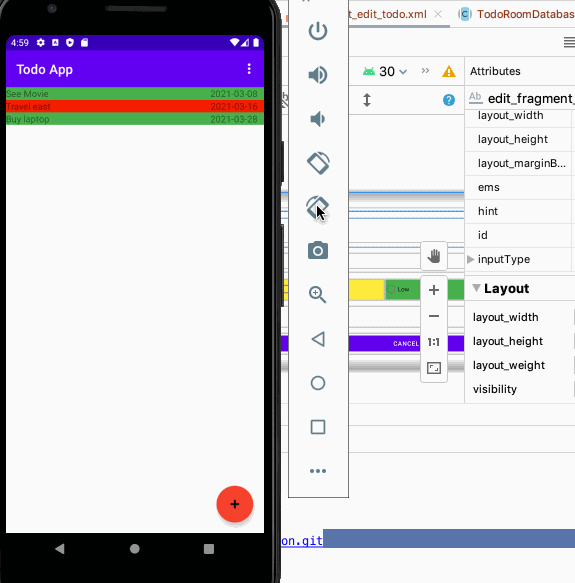 t_edit_todo.xml
TodoRoomDatabas
4:59
Todo App
30
Attributes
See Movie 2021-03-08
Travel east 2021-03-16
Buy laptop 2021-03-28
Ab edit_fragment_
layout_width
layout_height
layout_marginB...
ems
hint
id
inputType
Low
Layout
layout_width
layout_height
layout_weight
visibility
1:1
CANCEL
on.git